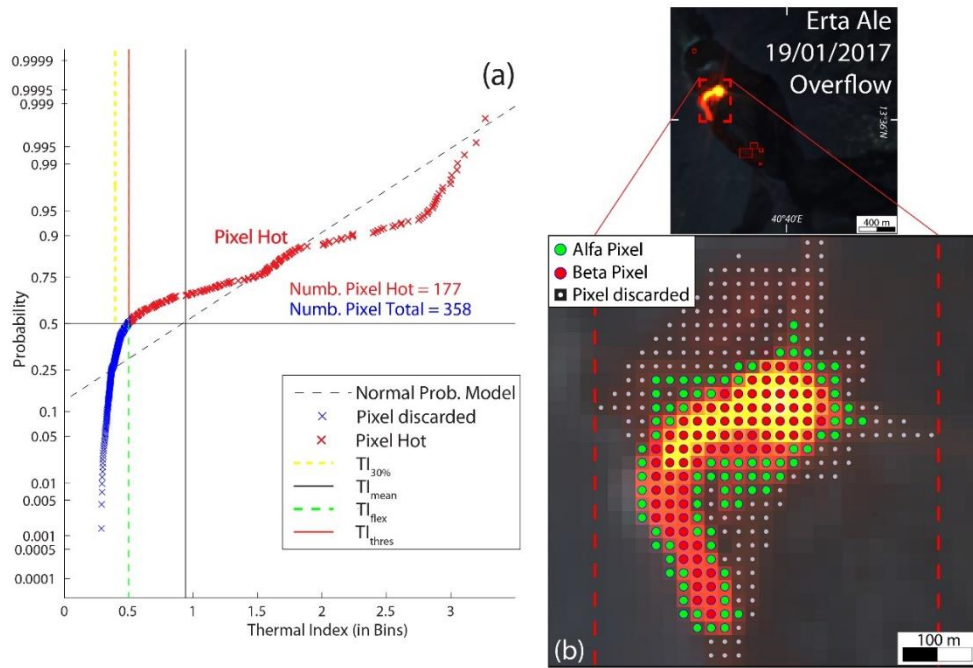 (a)
0.9999
0.9995
0.999
0.995
0.99
0.95
0.9
0.75
0.5
0.25
0.1
0.05
0.01
0.005
0.001
0.0005
0.0001
Probability
Pixel Hot
Numb. Pixel Hot = 177
Numb. Pixel Total = 358
Normal Prob. Model
Pixel discarded
Pixel Hot
TI30%
TImean
TIflex
TIthres
0 0.5 1 1.5 2 2.5 3
Thermal Index (in Bins)
Erta Ale
19/01/2017
Overflow
13°36'N
40°40'E
400 m
Alfa Pixel
Beta Pixel
Pixel discarded
(b)
100 m